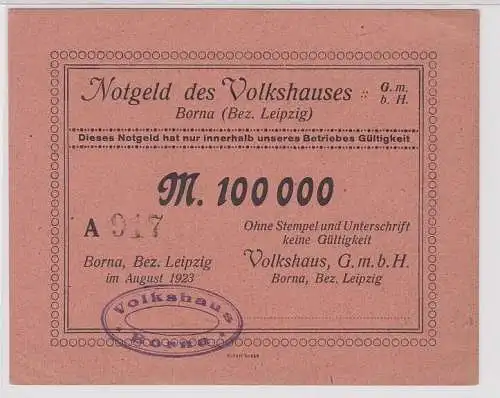 Notgeld des Volkshauses :: G. m. b. H.
Borna (Bez. Leipzig)
Dieses Notgeld hat nur innerhalb unseres Betriebes Gültigkeit
M. 100 000
A 917
Ohne Stempel und Unterschrift
keine Gültigkeit
Borna, Bez. Leipzig
im August 1923
Volkshaus, G. m. b. H.
Borna, Bez. Leipzig
Volkshaus
Borna